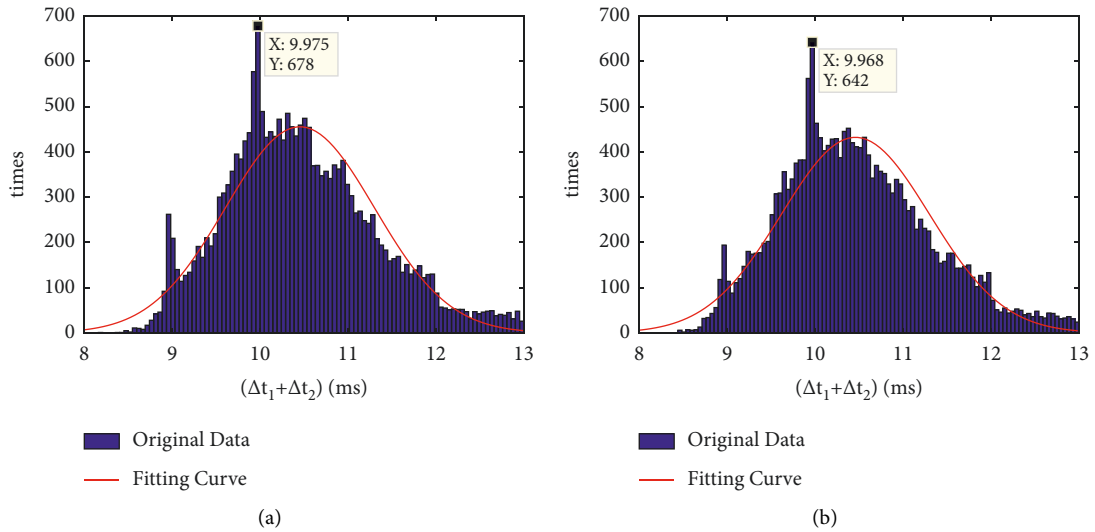 700
600
500
400
300
200
100
0
times
X: 9.975
Y: 678
8 9 10 11 12 13
(Δt₁+Δt₂) (ms)
Original Data
Fitting Curve
(a)
700
600
500
400
300
200
100
0
times
X: 9.968
Y: 642
8 9 10 11 12 13
(Δt₁+Δt₂) (ms)
Original Data
Fitting Curve
(b)